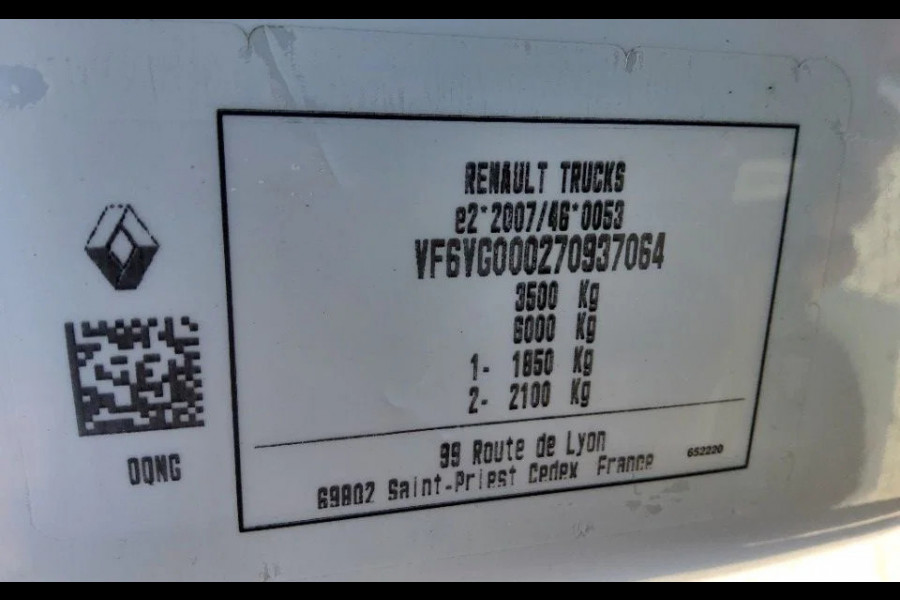 RENAULT TRUCKS
e2*2007/46*0053
VF6VG000270937064
3500 Kg
6000 Kg
1- 1850 Kg
2- 2100 Kg
99 Route de Lyon
652220
69802 Saint-Priest Cedex France
0QNG